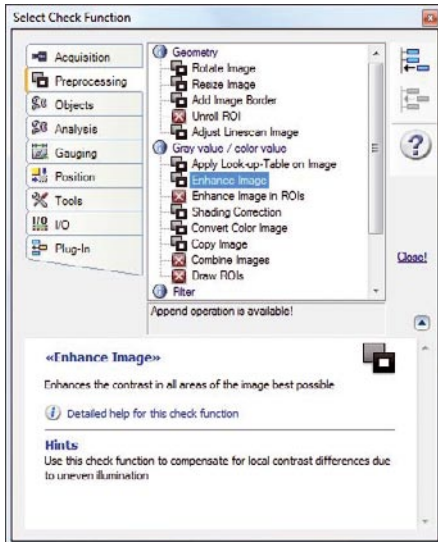 Select Check Function
Acquisition
Preprocessing
Objects
Analysis
Gauging
Position
Tools
I/O
I/O
Plug-In
Geometry
Rotate Image
Resize Image
Add Image Border
Unroll ROI
Adjust Linescan Image
Gray value / color value
Apply Look-up-Table on Image
Enhance Image
Enhance Image in ROIs
Shading Correction
Convert Color Image
Copy Image
Combine Images
Draw ROIs
Filter
Close!
Append operation is available!
«Enhance Image»
Enhances the contrast in all areas of the image best possible
Detailed help for this check function
Hints
Use this check function to compensate for local contrast differences due
to uneven illumination